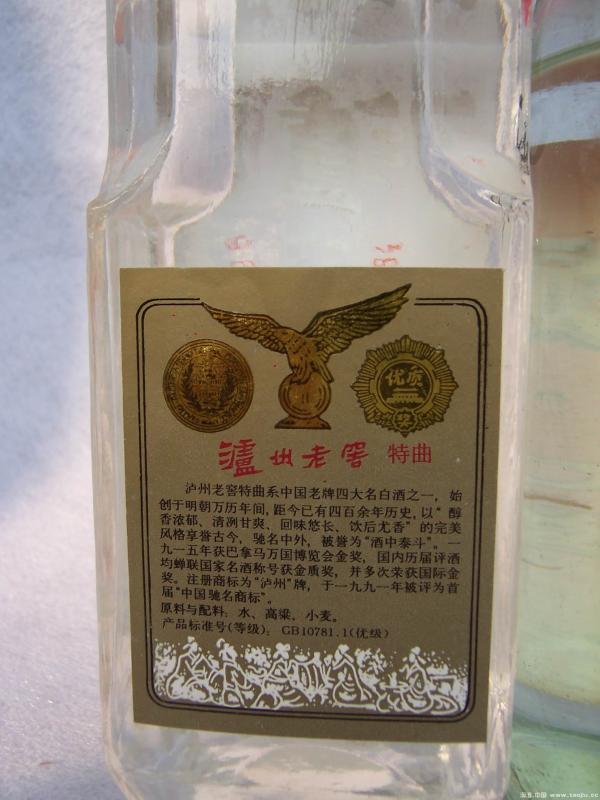 优质
奖
泸州老窖 特曲
泸州老窖特曲系中国老牌四大名白酒之一，始
创于明朝万历年间，距今已有四百余年历史，以“醇
香浓郁、清冽甘爽、回味悠长、饮后尤香”的完美
风格享誉古今，驰名中外，被誉为“酒中泰斗”。一
九一五年获巴拿马万国博览会金奖，国内历届评酒
均蝉联国家名酒称号获金质奖，并多次荣获国际金
奖。注册商标为“泸州”牌，于一九九一年被评为首
届“中国驰名商标”。
原料与配料：水、高粱、小麦。
产品标准号(等级)：GB10781.1(优级)
www.taojiu.cc